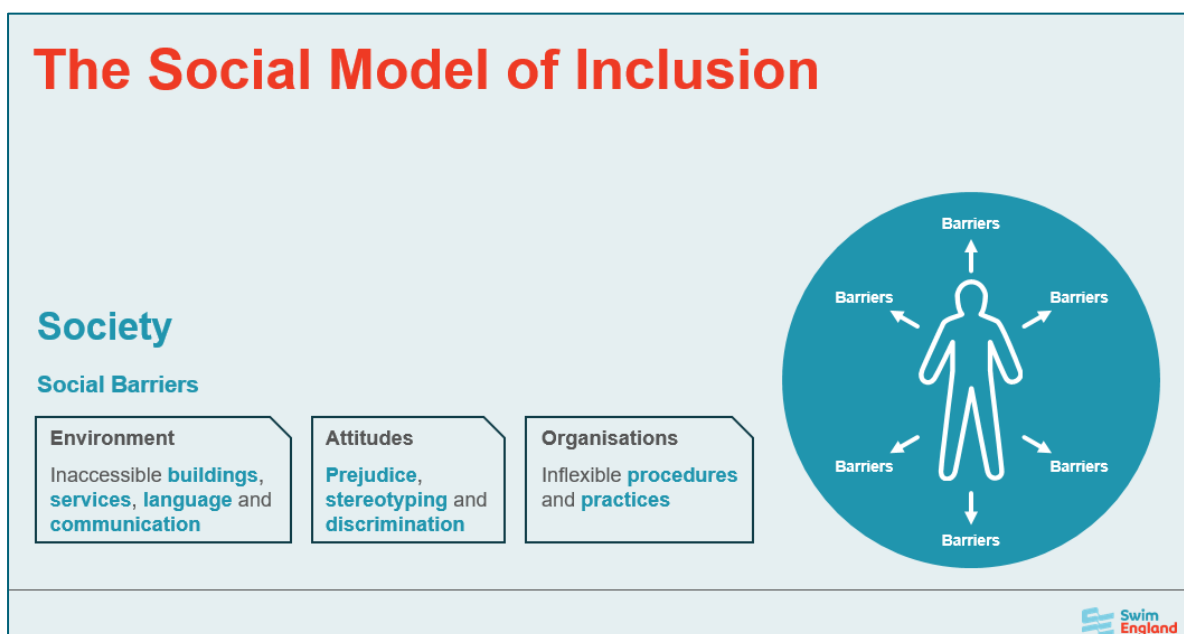 The Social Model of Inclusion
Society
Social Barriers
Environment
Inaccessible buildings,
services, language and
communication
Attitudes
Prejudice,
stereotyping and
discrimination
Organisations
Inflexible procedures
and practices
Barriers
Barriers
Barriers
Barriers
Barriers
Barriers
Swim
England